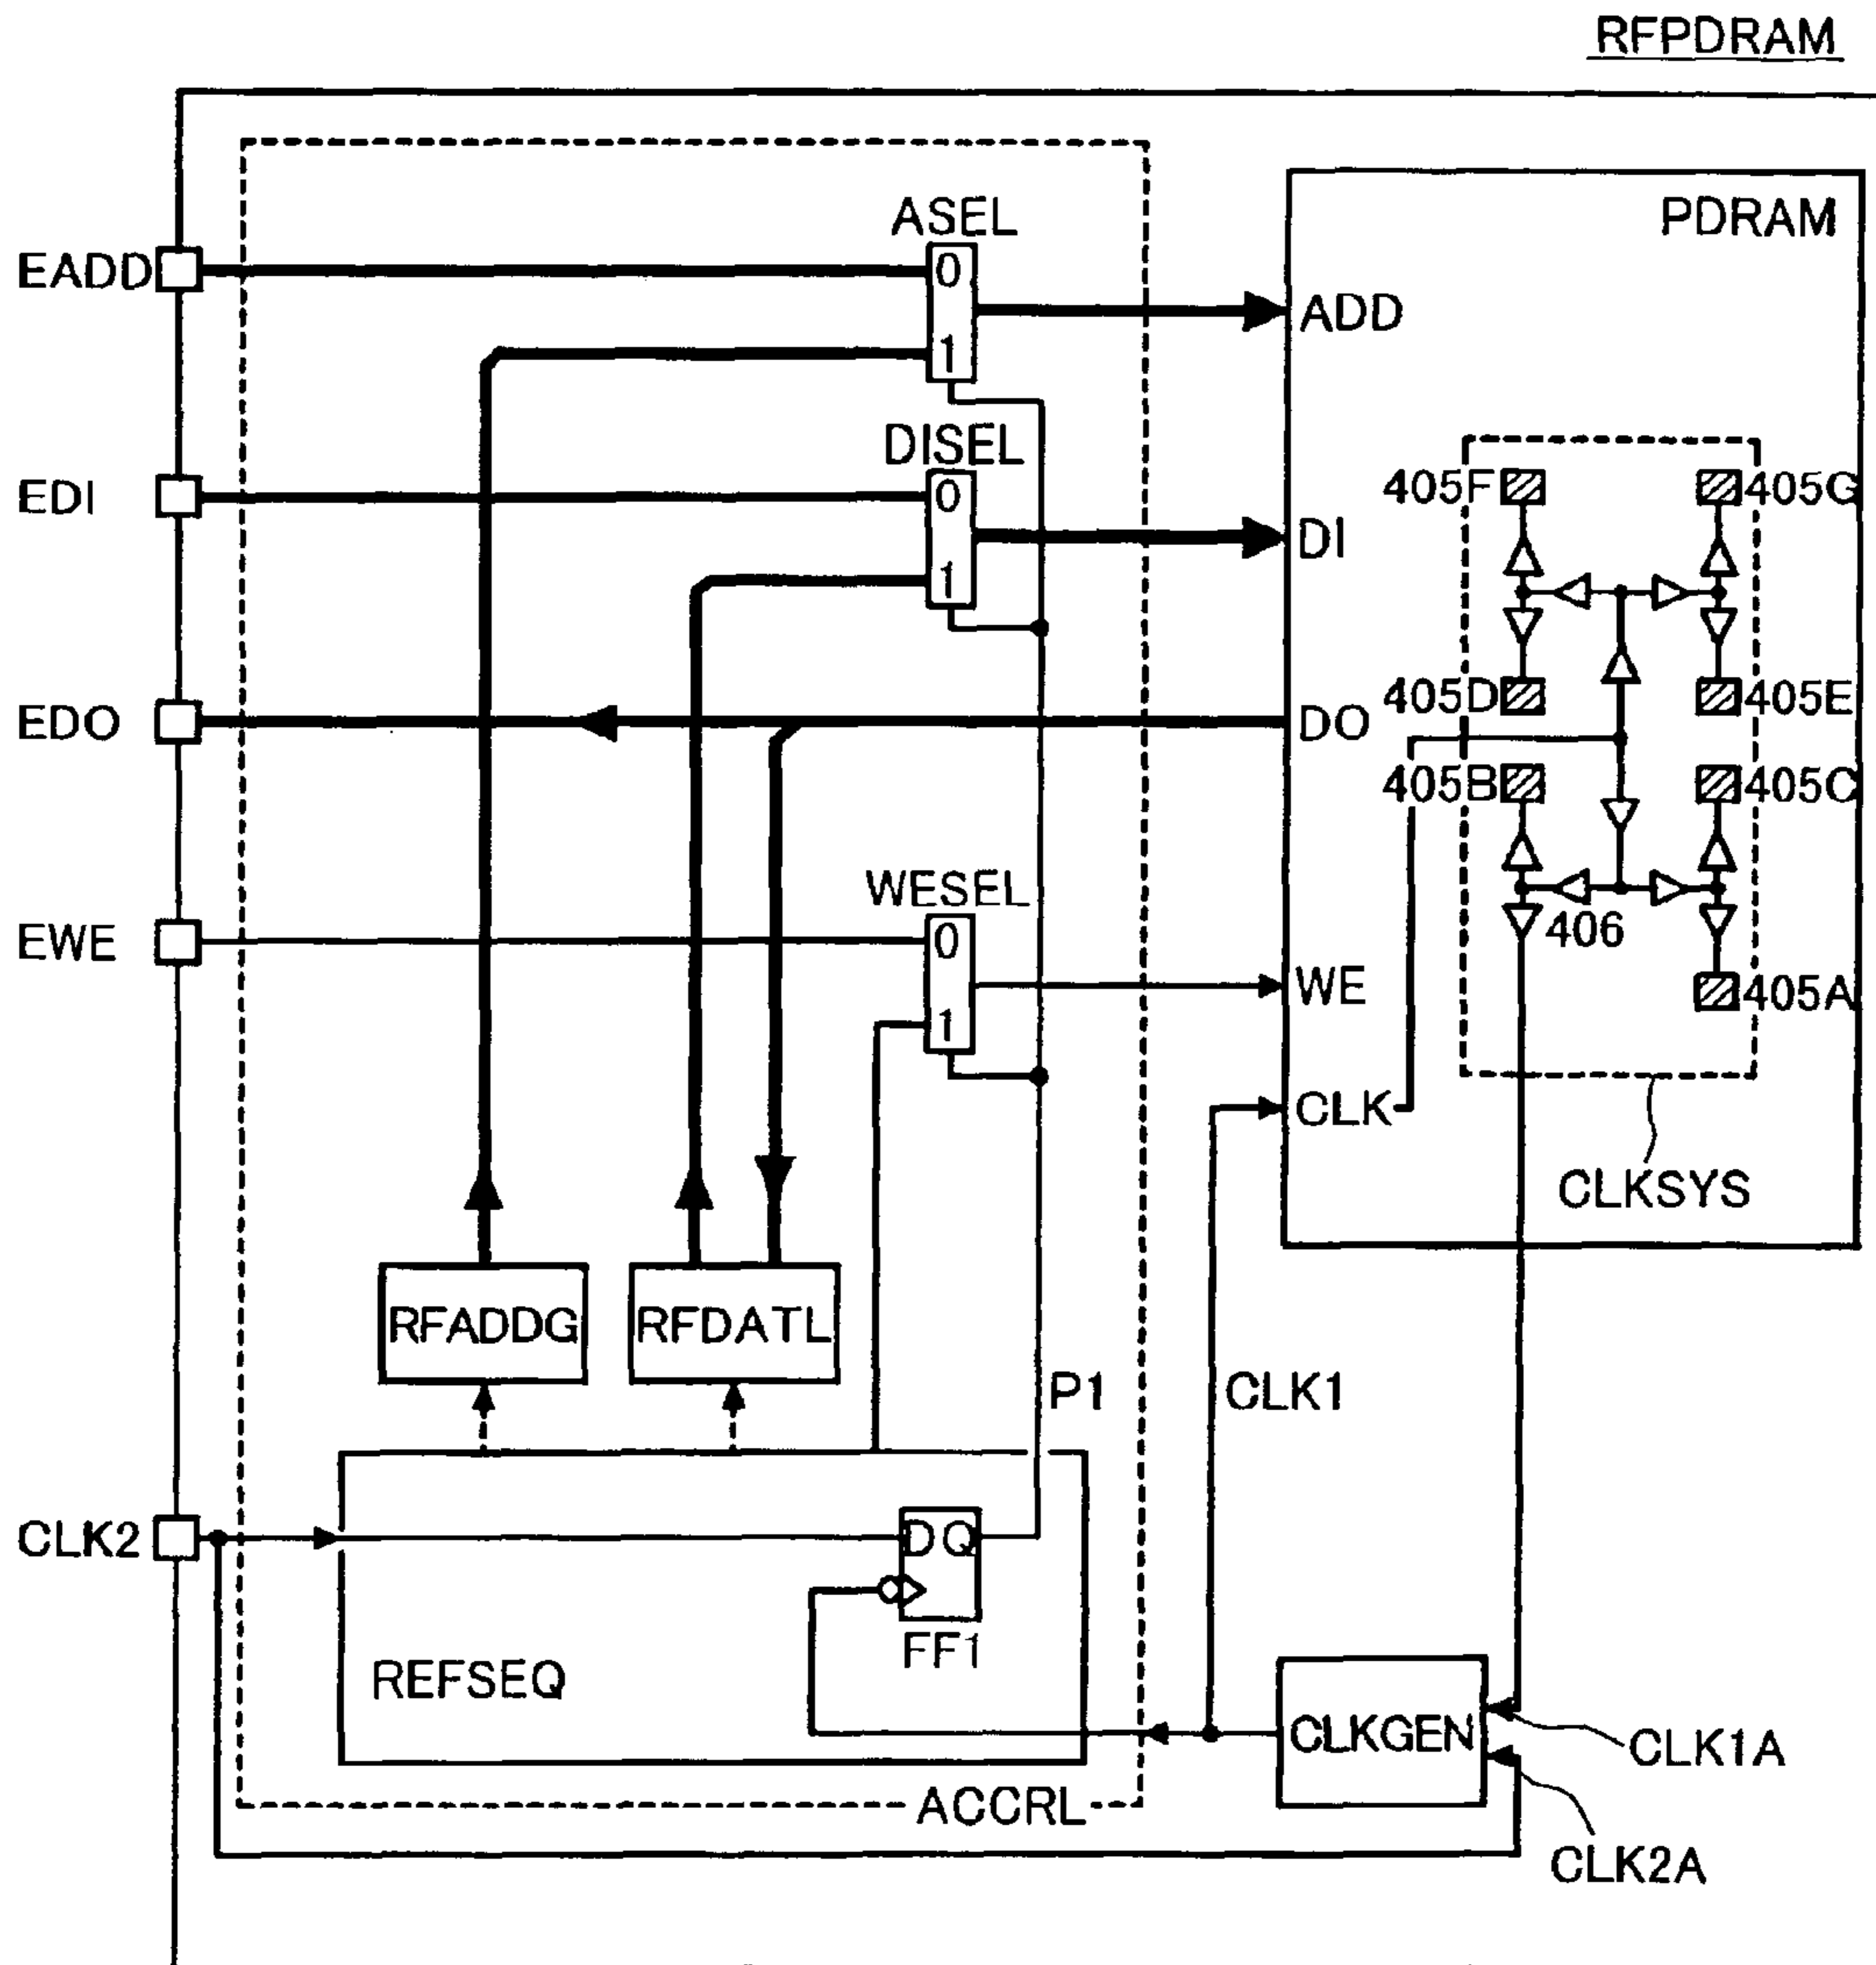 RFPDRAM
PDRAM
ASEL
EADD
0
ADD
1
DISEL
405F
405G
EDI
0
DI
1
405D
405E
EDO
DO
405B
405C
WESEL
EWE
0
406
WE
405A
1
CLK
CLKSYS
RFADDG
RFDATL
P1
CLK1
CLK2
D Q
FF1
REFSEQ
CLKGEN
CLK1A
ACCRL
CLK2A